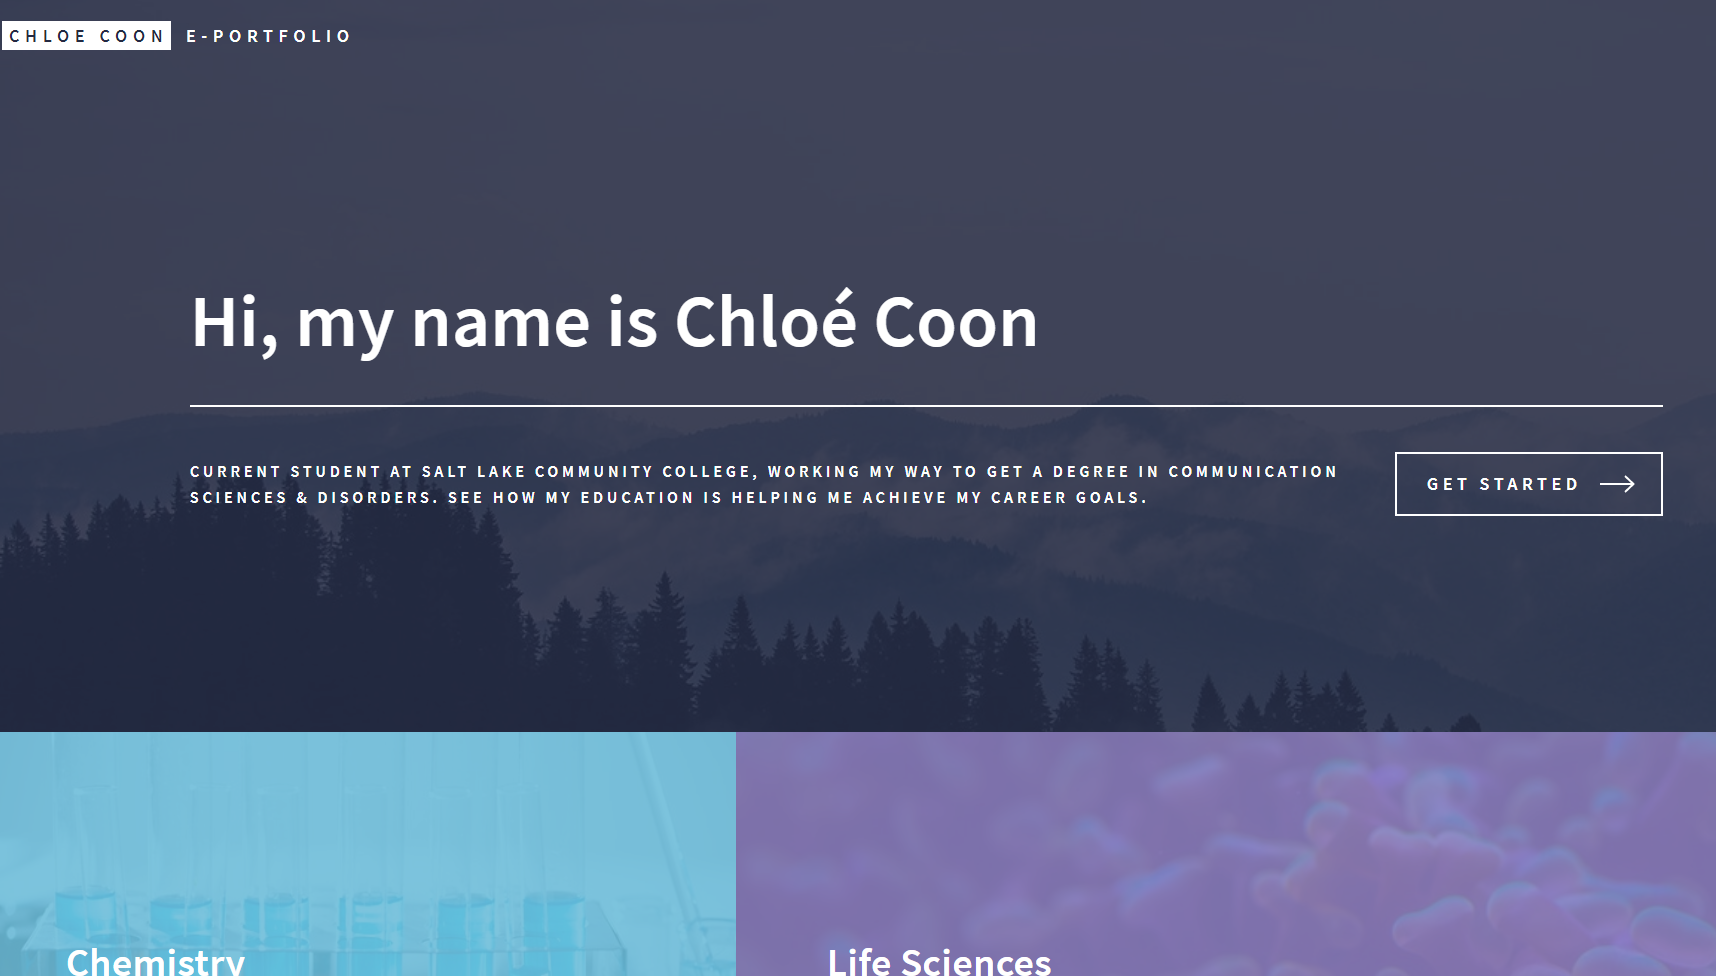 CHLOE COON E-PORTFOLIO
Hi, my name is Chloé Coon
CURRENT STUDENT AT SALT LAKE COMMUNITY COLLEGE, WORKING MY WAY TO GET A DEGREE IN COMMUNICATION
SCIENCES & DISORDERS. SEE HOW MY EDUCATION IS HELPING ME ACHIEVE MY CAREER GOALS.
GET STARTED
Chemistry
Life Sciences